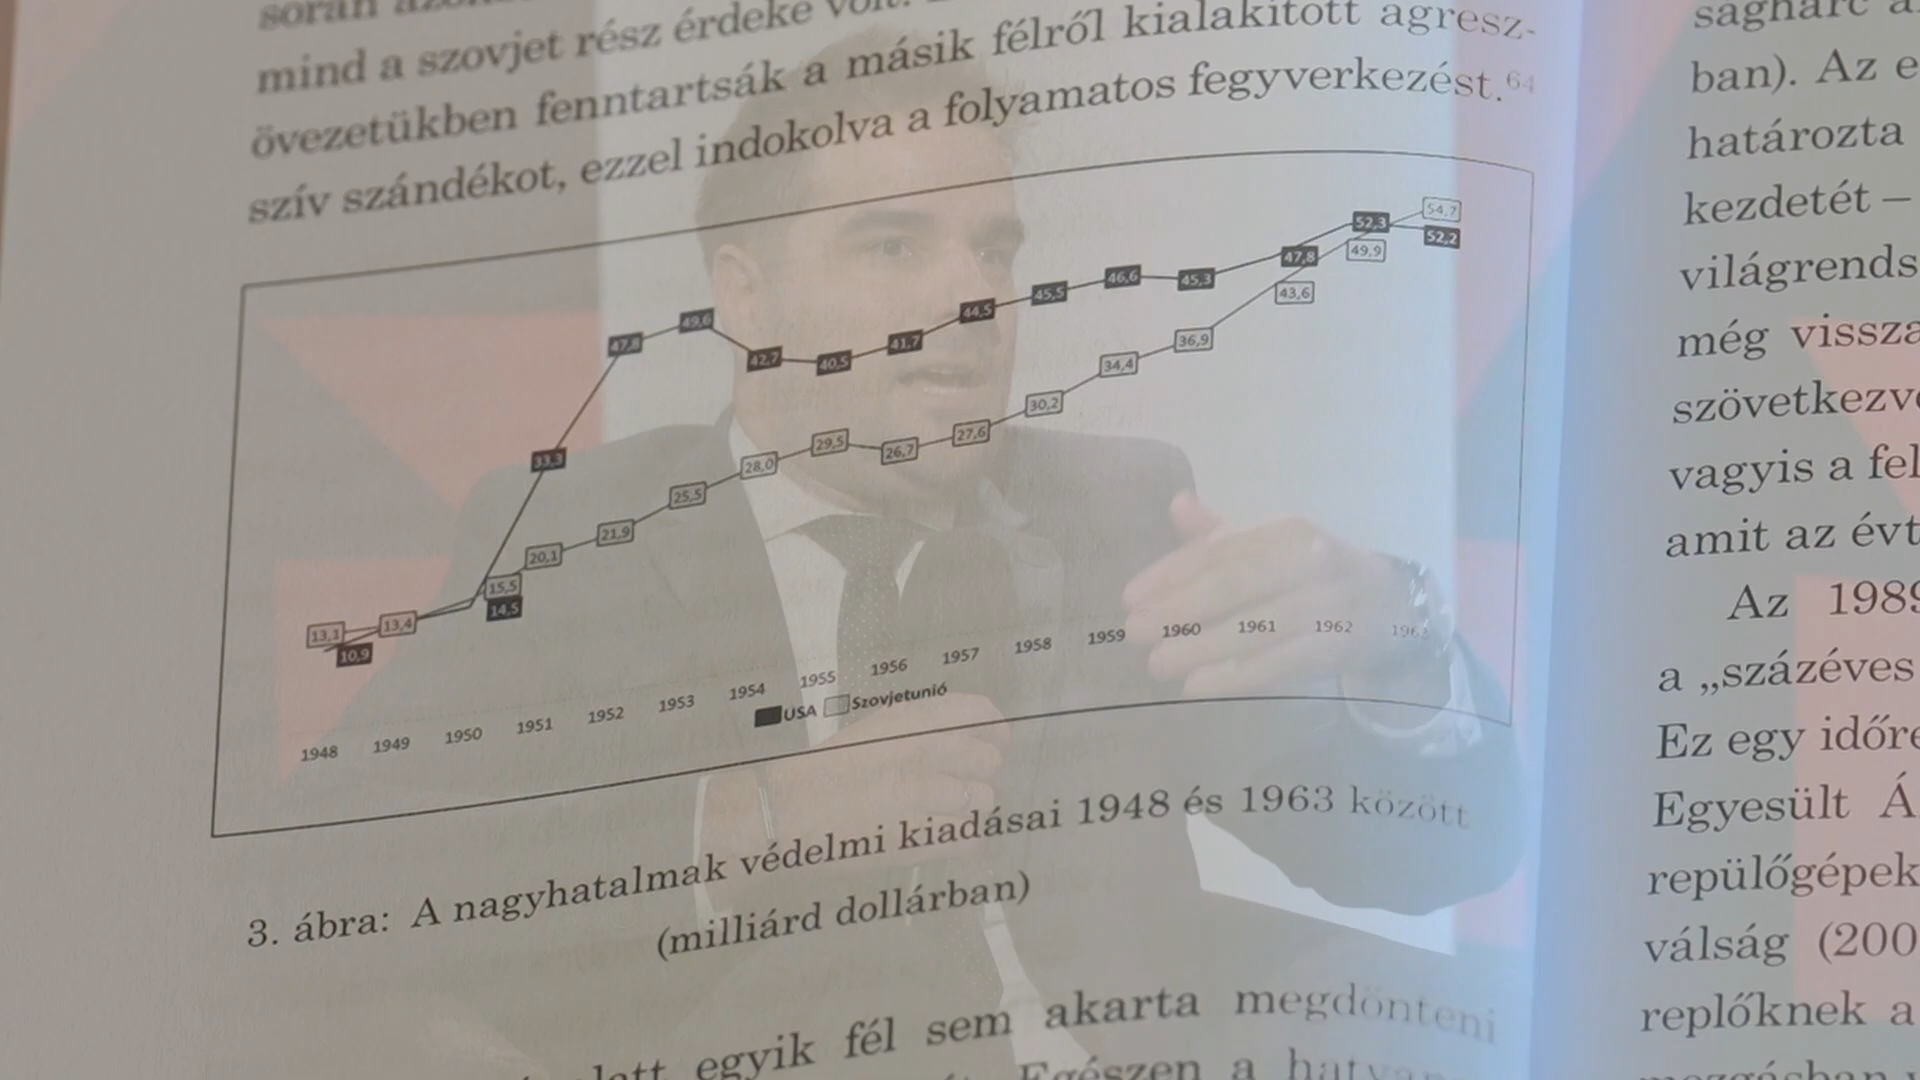 során
mind a szovjet rész érdeke volt.
övezetükben fenntartsák a másik félről kialakított agresz-
szív szándékot, ezzel indokolva a folyamatos fegyverkezést.64
54,7
52,3
52,2
49,9
47,8
43,6
46,6
45,3
45,5
44,5
49,6
47,8
42,7
40,5
41,7
36,9
34,4
30,2
33,3
29,5
26,7
27,6
28,0
25,5
21,9
20,1
15,5
14,5
13,1
13,4
10,9
1948 1949 1950 1951 1952 1953 1954 1955 1956 1957 1958 1959 1960 1961 1962 1963
USA Szovjetunió
3. ábra: A nagyhatalmak védelmi kiadásai 1948 és 1963 között
(milliárd dollárban)
egyik fél sem akarta megdönteni
Egészen a
ságharc
ban). Az
határozta
kezdetét –
világrends
még vissza
szövetkezve
vagyis a fel
amit az évt
Az 1989
a „százéves
Ez egy időre
Egyesült Á
repülőgépek
válság (200
replőknek a